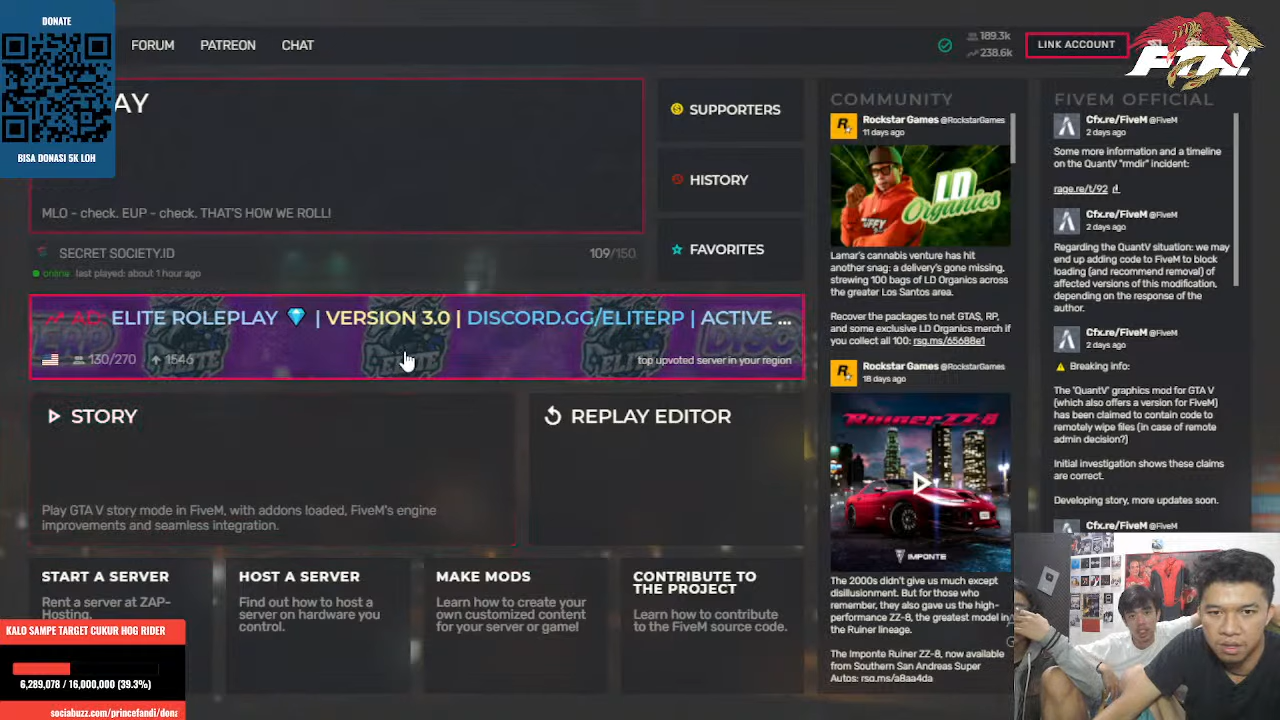 DONATE
BISA DONASI 5K LOH
FORUM
PATREON
CHAT
189.3k
238.6k
LINK ACCOUNT
FTX!
AY
MLO - check. EUP - check. THAT'S HOW WE ROLL!
SECRET SOCIETY.ID
109/150
online last played: about 1 hour ago
SUPPORTERS
HISTORY
FAVORITES
AD: ELITE ROLEPLAY 💎 | VERSION 3.0 | DISCORD.GG/ELITERP | ACTIVE ...
130/270
1546
top upvoted server in your region
STORY
Play GTA V story mode in FiveM, with addons loaded, FiveM's engine
improvements and seamless integration.
REPLAY EDITOR
START A SERVER
Rent a server at ZAP-
Hosting.
HOST A SERVER
Find out how to host a
server on hardware you
control.
MAKE MODS
Learn how to create your
own customized content
for your server or game!
CONTRIBUTE TO
THE PROJECT
Learn how to contribute
to the FiveM source code.
COMMUNITY
Rockstar Games @RockstarGames
11 days ago
LD
Organics
Lamar's cannabis venture has hit
another snag: a delivery's gone missing,
strewing 100 bags of LD Organics across
the greater Los Santos area.
Recover the packages to net GTA$, RP,
and some exclusive LD Organics merch if
you collect all 100: rsg.ms/65688e1
Rockstar Games @RockstarGames
18 days ago
Ruiner ZZ-8
IMPONTE
The 2000s didn't give us much except
disillusionment. But for those who
remember, they also gave us the high-
performance ZZ-8, the greatest model in
the Ruiner lineage.
The Imponte Ruiner ZZ-8, now available
from Southern San Andreas Super
Autos: rsg.ms/a8aa4da
FIVEM OFFICIAL
Cfx.re/FiveM @FiveM
2 days ago
Some more information and a timeline
on the QuantV "mdir" incident:
rage.re/t/92
Cfx.re/FiveM @FiveM
2 days ago
Regarding the QuantV situation: we may
end up adding code to FiveM to block
loading (and recommend removal) of
affected versions of this modification,
depending on the response of the
author.
Cfx.re/FiveM @FiveM
2 days ago
⚠ Breaking info:
The 'QuantV' graphics mod for GTA V
(which also offers a version for FiveM)
has been claimed to contain code to
remotely wipe files (in case of remote
admin decision?)
Initial investigation shows these claims
are correct.
Developing story, more updates soon.
Cfx.re/FiveM @FiveM
KALO SAMPE TARGET CUKUR HOG RIDER
6,289,078 / 16,000,000 (39.3%)
sociabuzz.com/princefandi/dona